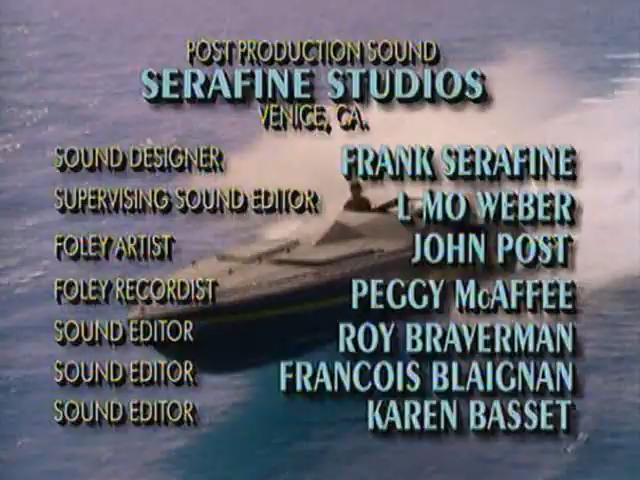 POST PRODUCTION SOUND
SERAFINE STUDIOS
VENICE, CA.
SOUND DESIGNER FRANK SERAFINE
SUPERVISING SOUND EDITOR L MO WEBER
FOLEY ARTIST JOHN POST
FOLEY RECORDIST PEGGY McAFFEE
SOUND EDITOR ROY BRAVERMAN
SOUND EDITOR FRANCOIS BLAIGNAN
SOUND EDITOR KAREN BASSET